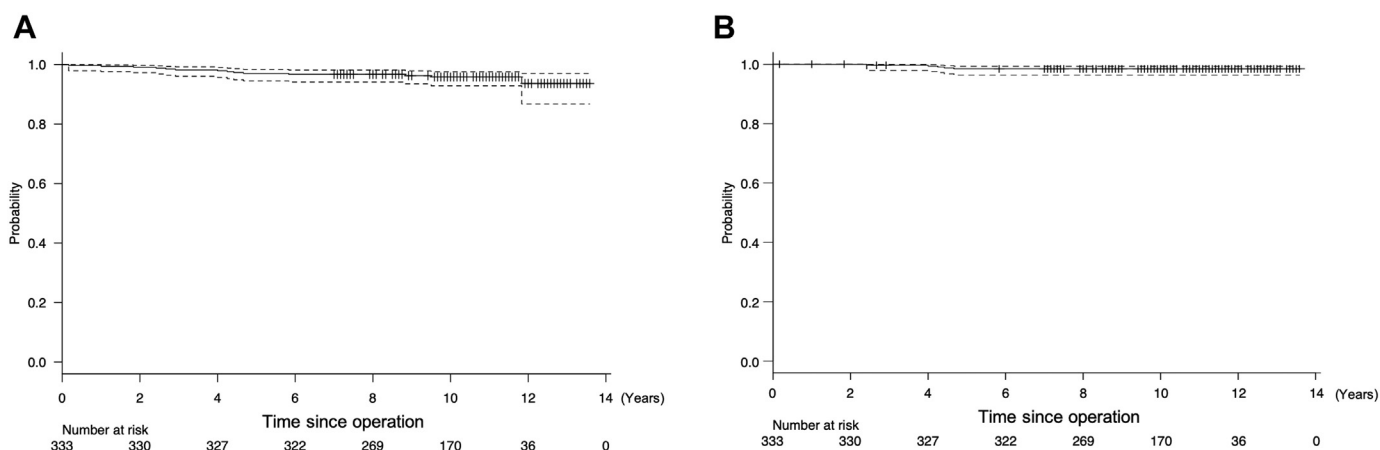 A
1.0
0.8
0.6
0.4
0.2
0.0
Probability
0 2 4 6 8 10 12 14 (Years)
Time since operation
Number at risk
333 330 327 322 269 170 36 0
B
1.0
0.8
0.6
0.4
0.2
0.0
Probability
0 2 4 6 8 10 12 14 (Years)
Time since operation
Number at risk
333 330 327 322 269 170 36 0